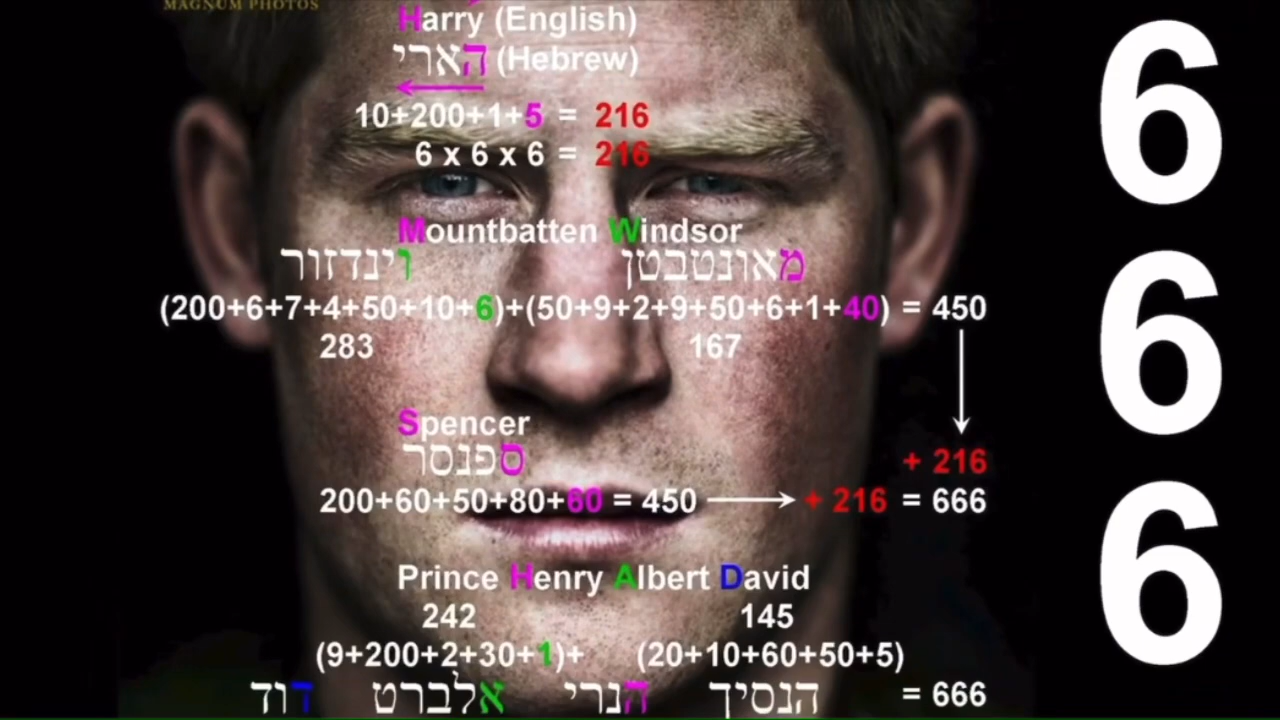 MAGNUM PHOTOS
Harry (English)
הארי (Hebrew)
10+200+1+5 = 216
6 x 6 x 6 = 216
Mountbatten Windsor
וינדזור מאונטבטן
(200+6+7+4+50+10+6)+(50+9+2+9+50+6+1+40) = 450
283 167
Spencer
ספנסר
+ 216
200+60+50+80+60 = 450 + 216 = 666
Prince Henry Albert David
242 145
(9+200+2+30+1)+ (20+10+60+50+5)
הנסיך הנרי אלברט דוד = 666
6
6
6